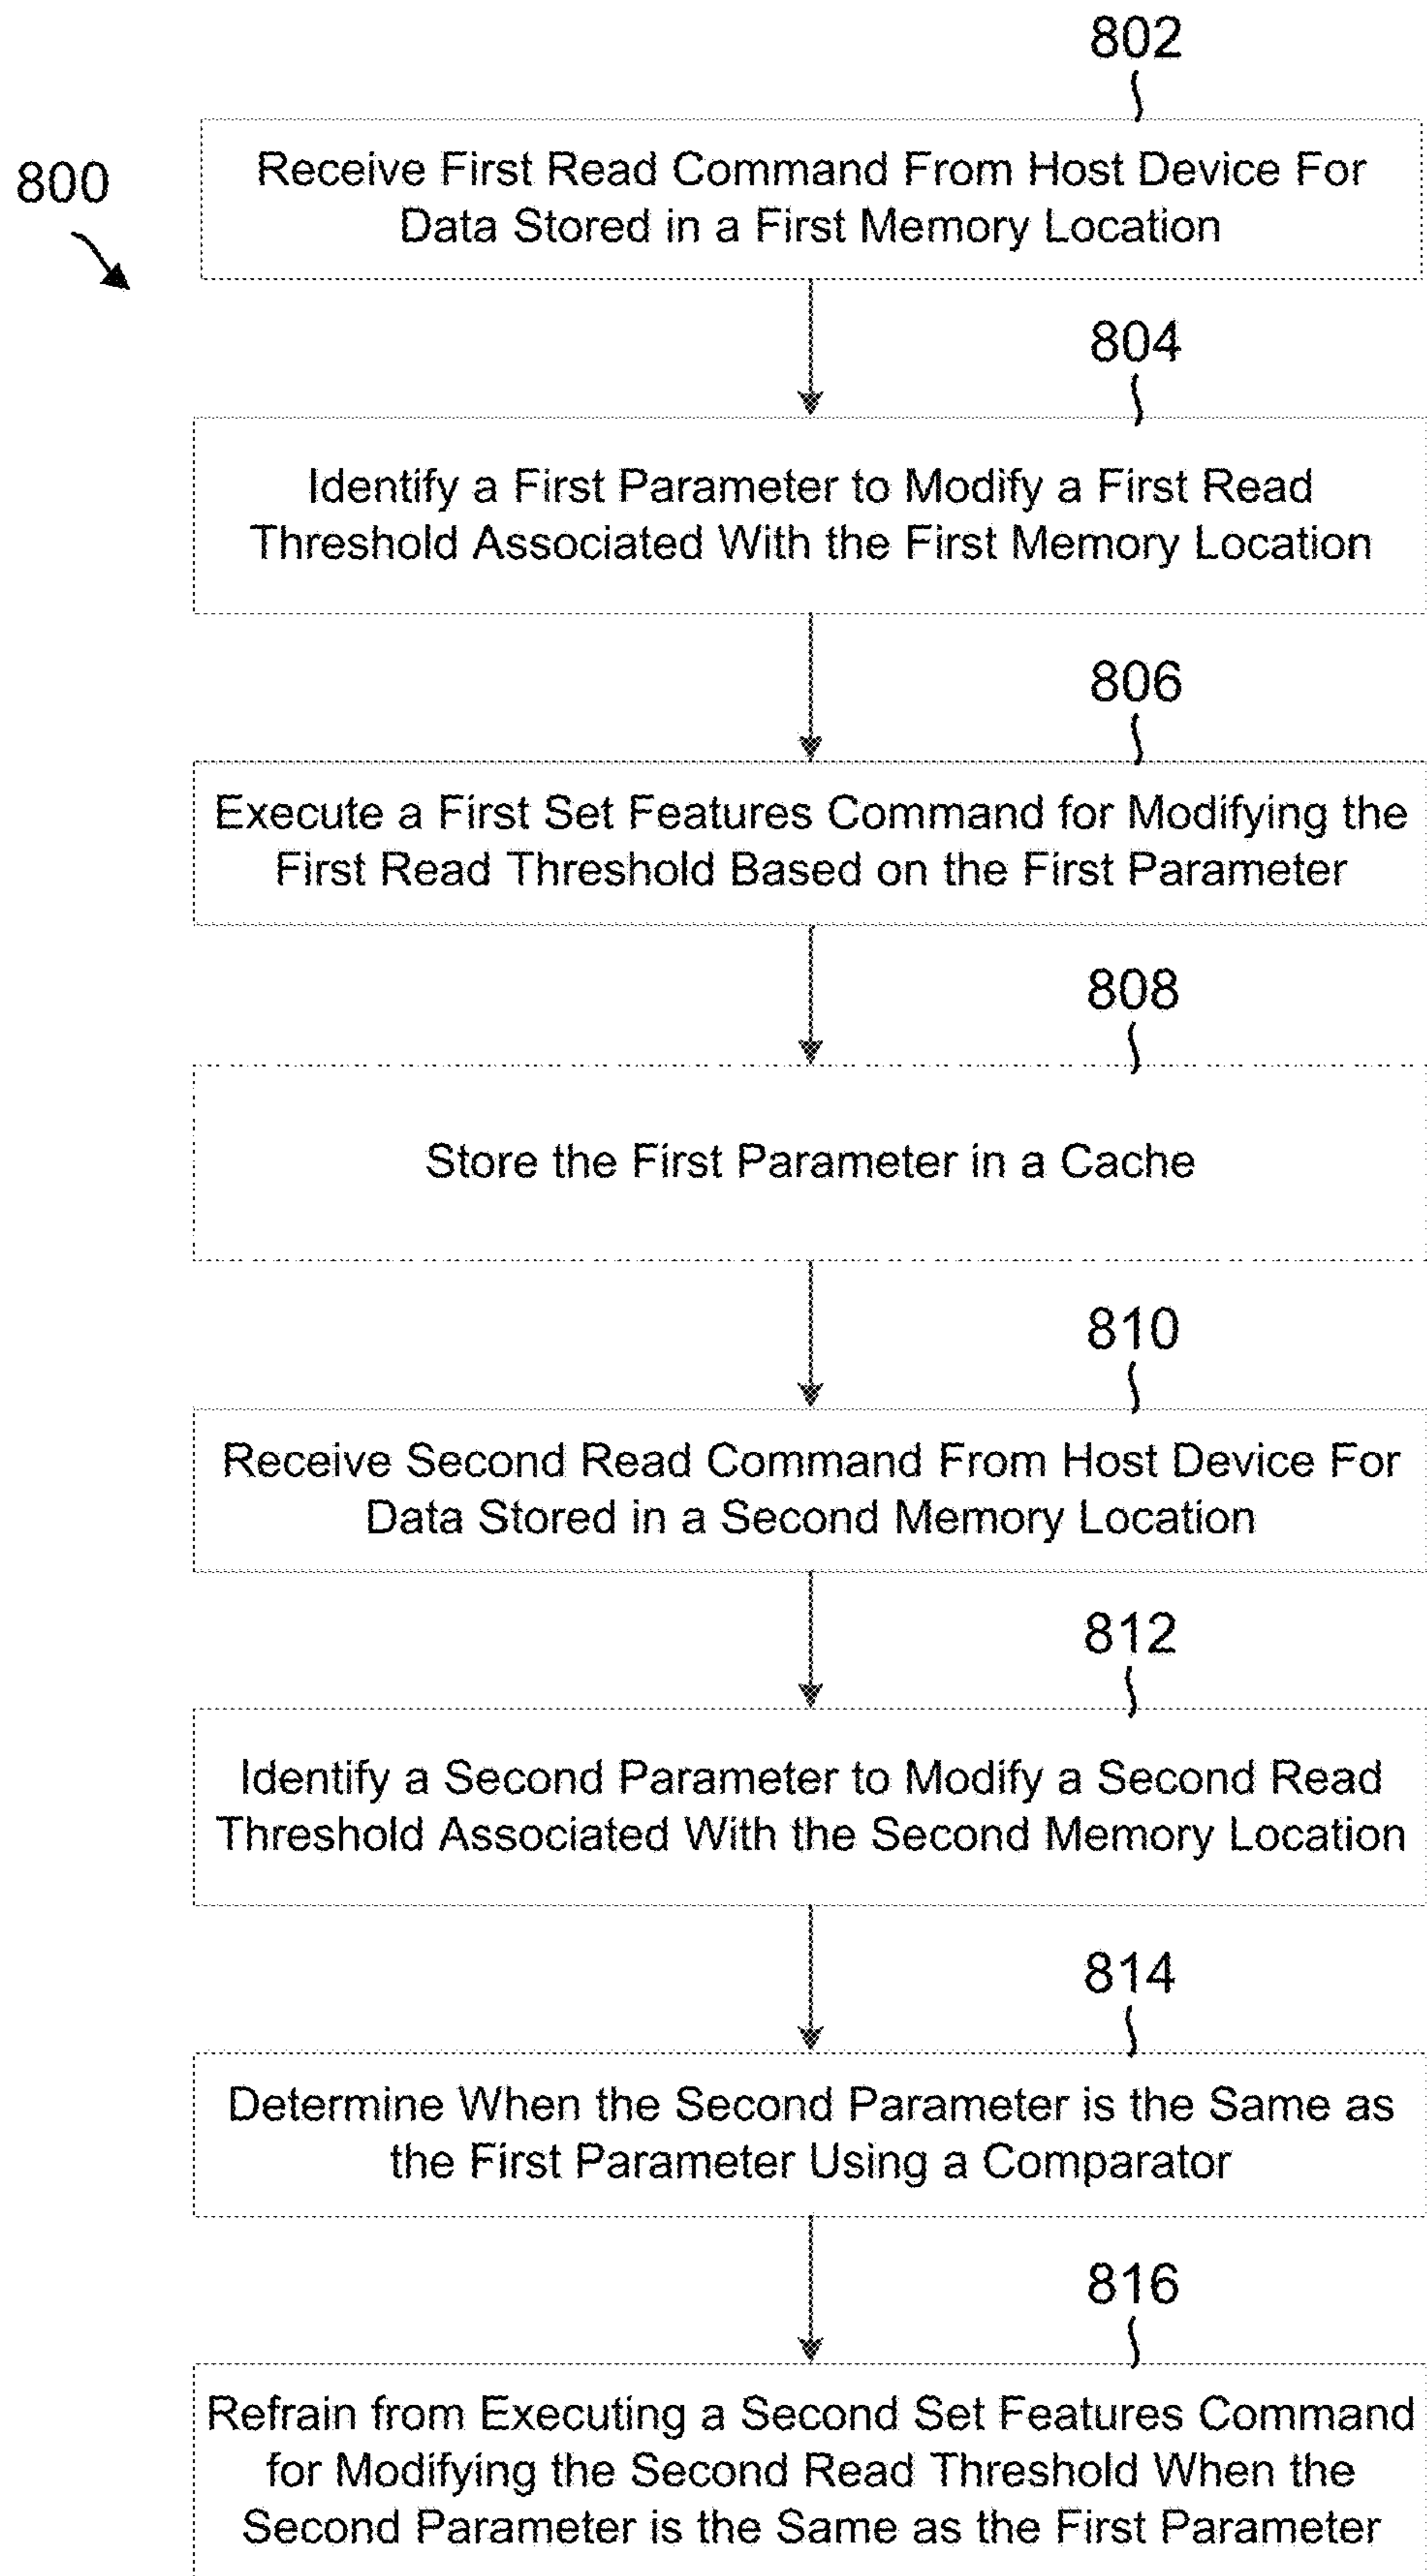 802
800
Receive First Read Command From Host Device For
Data Stored in a First Memory Location
804
Identify a First Parameter to Modify a First Read
Threshold Associated With the First Memory Location
806
Execute a First Set Features Command for Modifying the
First Read Threshold Based on the First Parameter
808
Store the First Parameter in a Cache
810
Receive Second Read Command From Host Device For
Data Stored in a Second Memory Location
812
Identify a Second Parameter to Modify a Second Read
Threshold Associated With the Second Memory Location
814
Determine When the Second Parameter is the Same as
the First Parameter Using a Comparator
816
Refrain from Executing a Second Set Features Command
for Modifying the Second Read Threshold When the
Second Parameter is the Same as the First Parameter